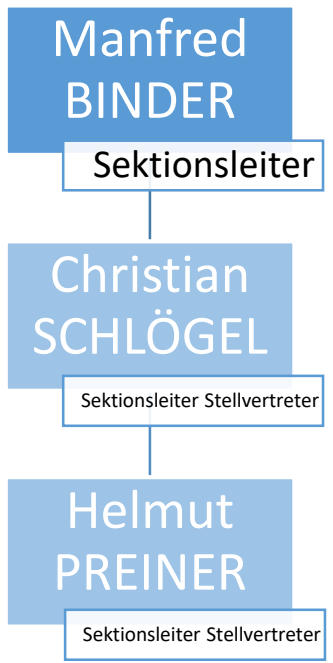 Manfred
BINDER
Sektionsleiter
Christian
SCHLÖGEL
Sektionsleiter Stellvertreter
Helmut
PREINER
Sektionsleiter Stellvertreter